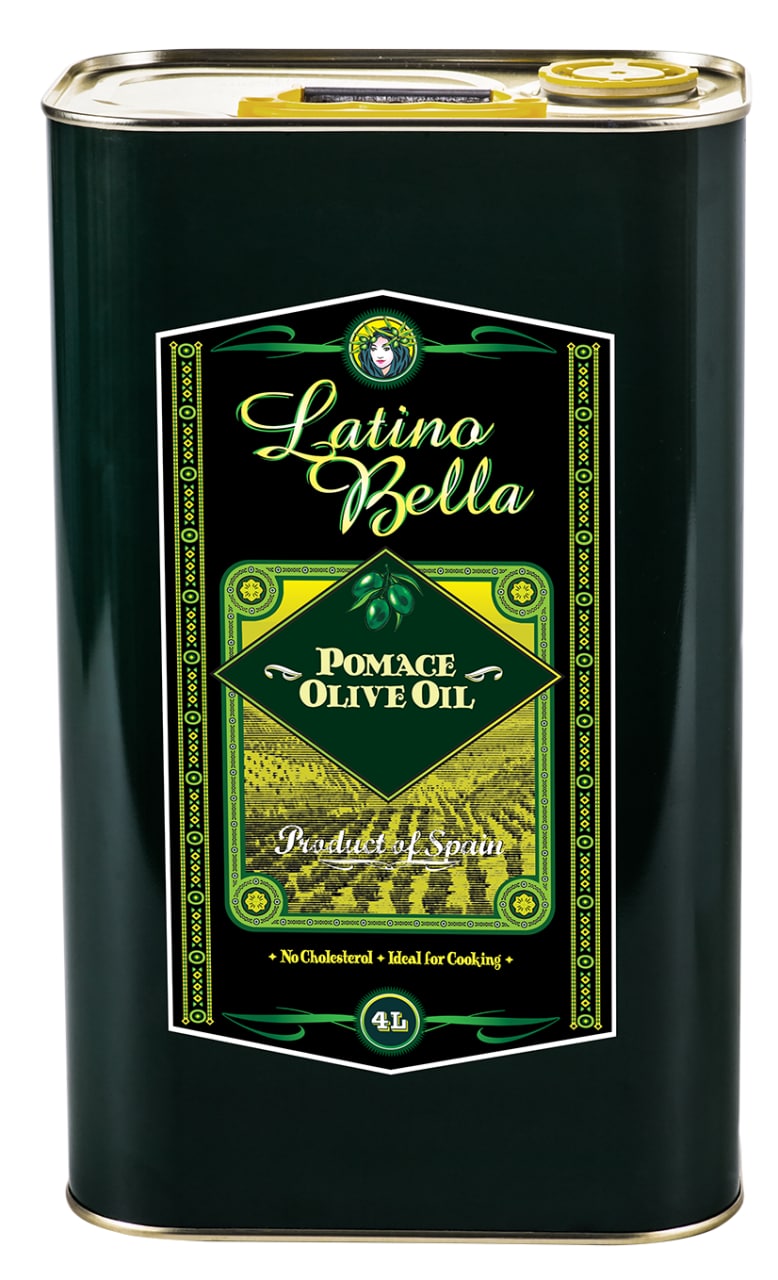 Latino
Bella
POMACE
OLIVE OIL
Product of Spain
No Cholesterol + Ideal for Cooking
4L